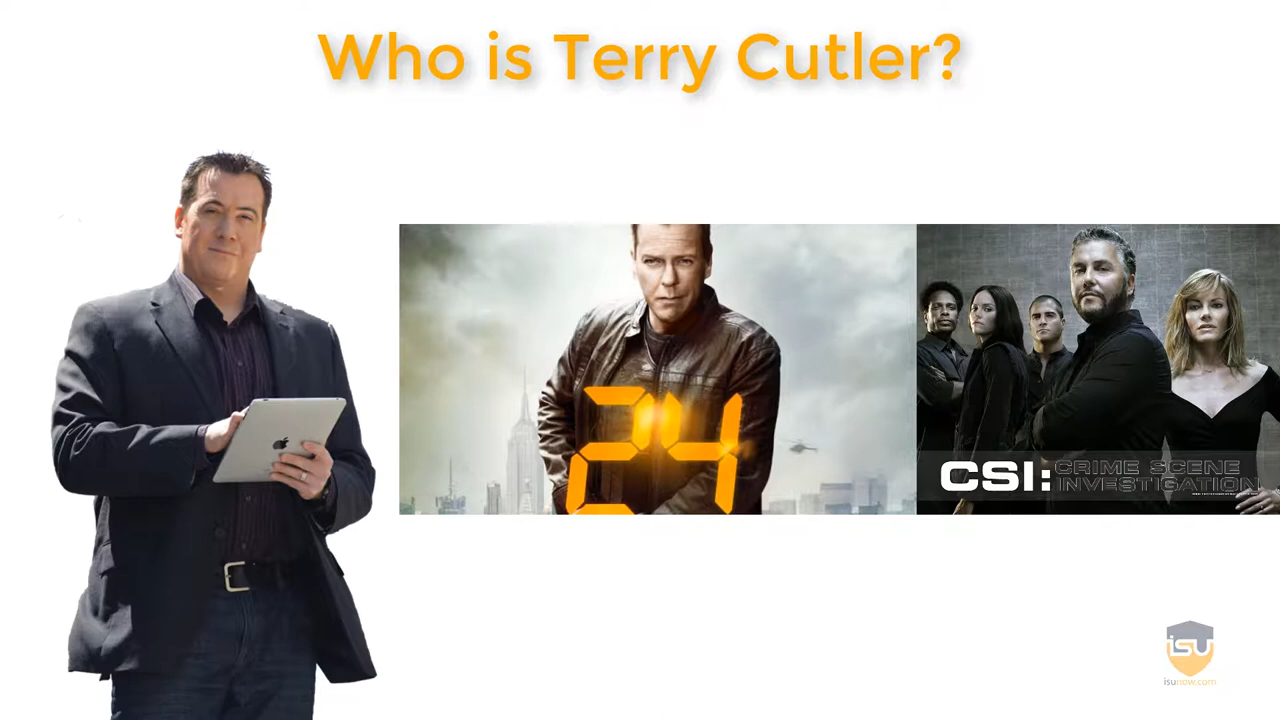 Who is Terry Cutler?
24
CSI: CRIME SCENE
INVESTIGATION
isu
isunow.com